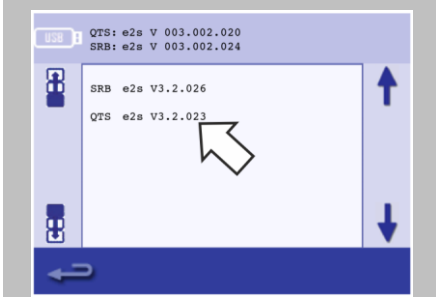 USB
QTS: e2s V 003.002.020
SRB: e2s V 003.002.024
SRB e2s V3.2.026
QTS e2s V3.2.023